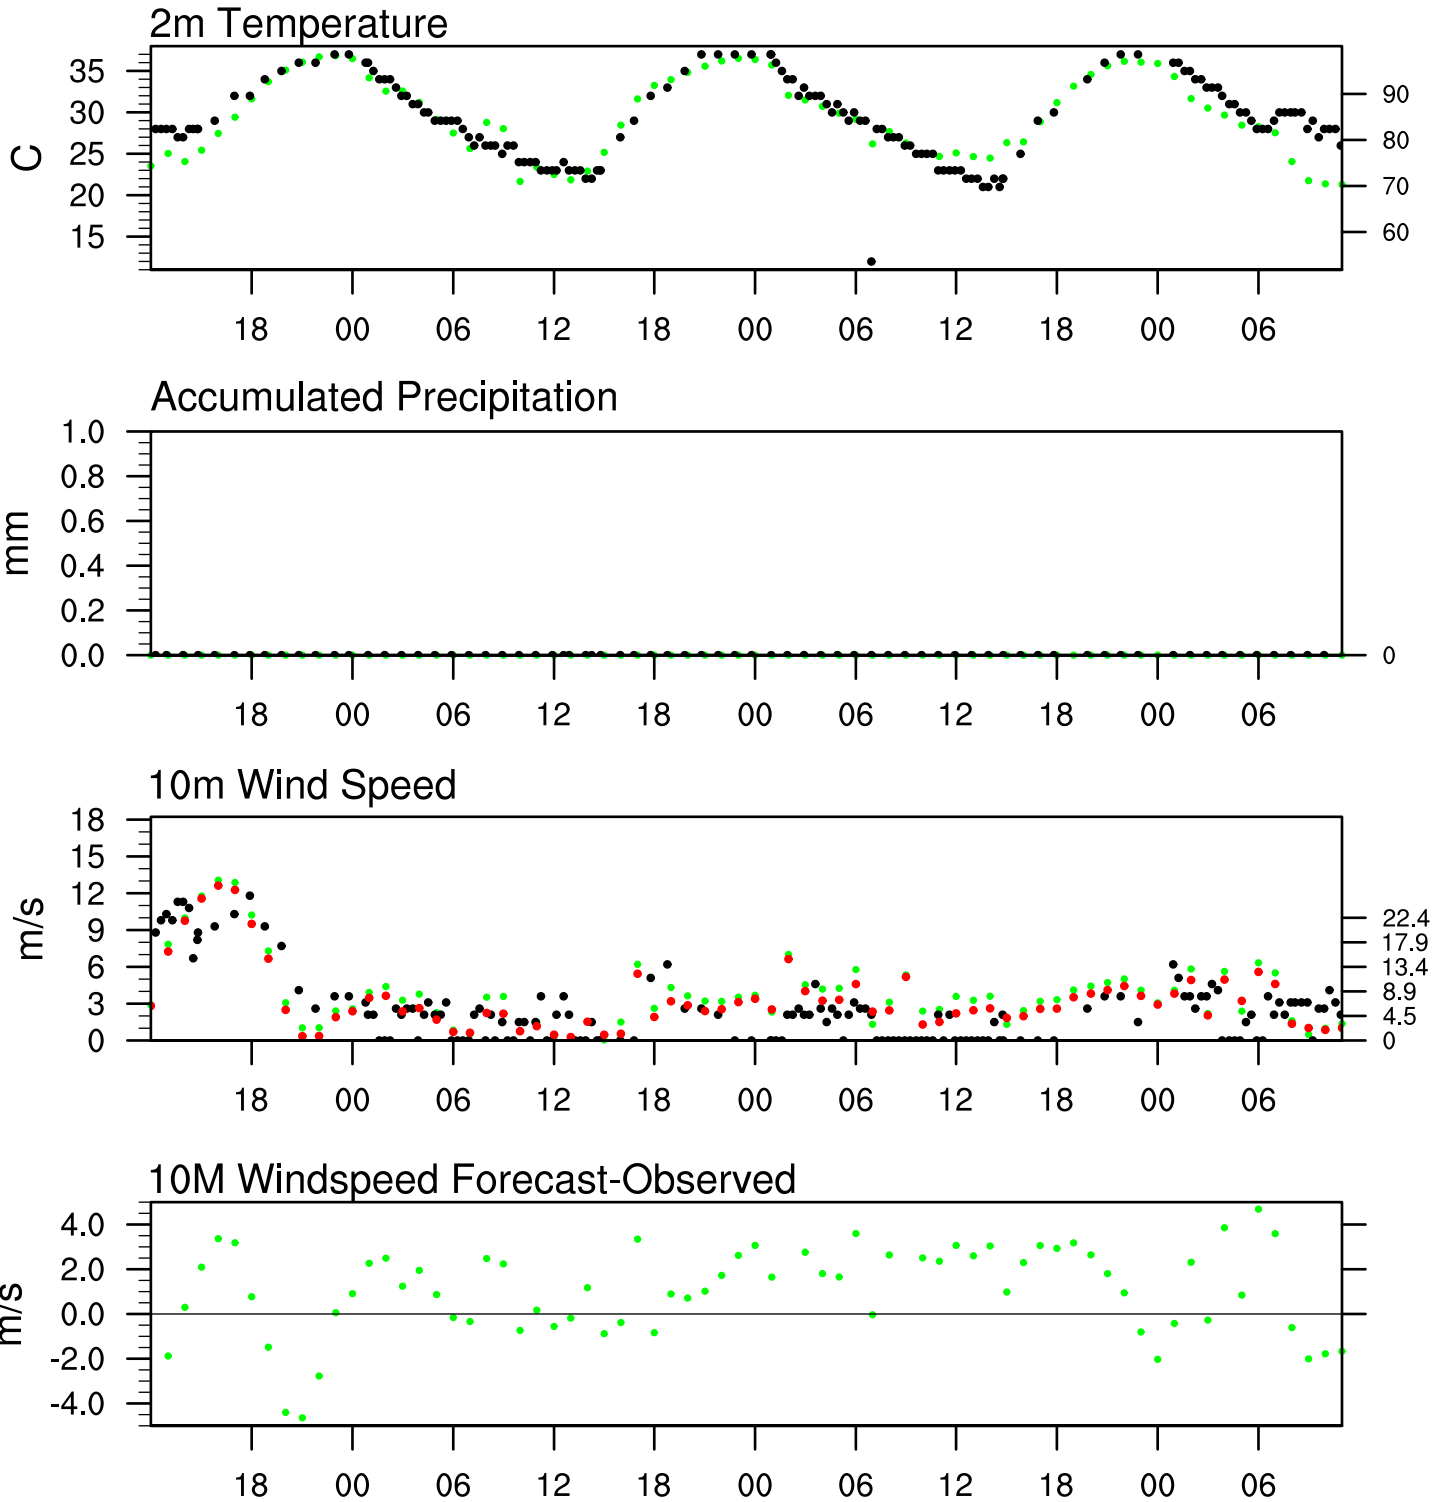 2m Temperature
35
30
25
20
15
C
90
80
70
60
18 00 06 12 18 00 06 12 18 00 06
Accumulated Precipitation
1.0
0.8
0.6
0.4
0.2
0.0
mm
0
18 00 06 12 18 00 06 12 18 00 06
10m Wind Speed
18
15
12
9
6
3
0
m/s
22.4
17.9
13.4
8.9
4.5
0
18 00 06 12 18 00 06 12 18 00 06
10M Windspeed Forecast-Observed
4.0
2.0
0.0
-2.0
-4.0
m/s
18 00 06 12 18 00 06 12 18 00 06